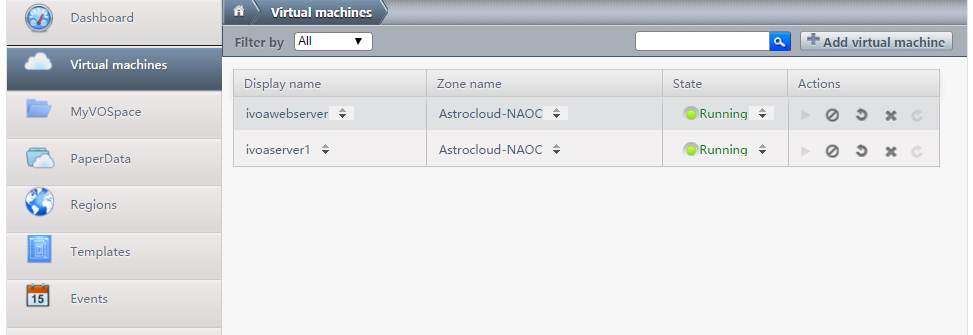 Dashboard
Virtual machines
MyVOSpace
PaperData
Regions
Templates
15 Events
Virtual machines
Filter by All Add virtual machine
Display name Zone name State Actions
ivoawebserver Astrocloud-NAOC Running
ivoaserver1 Astrocloud-NAOC Running